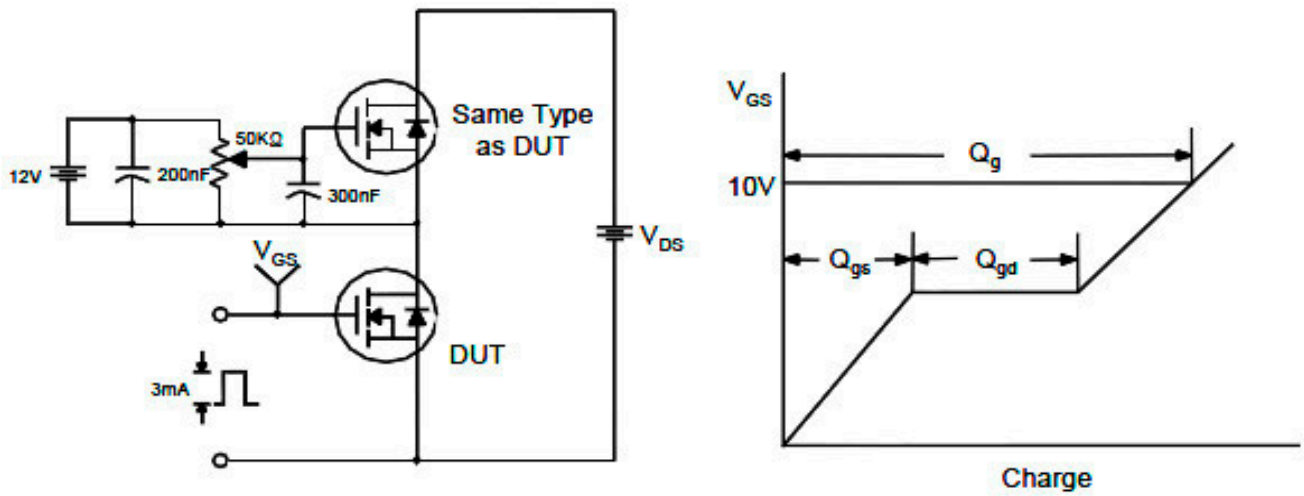 12V
200nF
50KΩ
300nF
Same Type
as DUT
V_DS
V_GS
DUT
3mA
V_GS
10V
Q_g
Q_gs
Q_gd
Charge